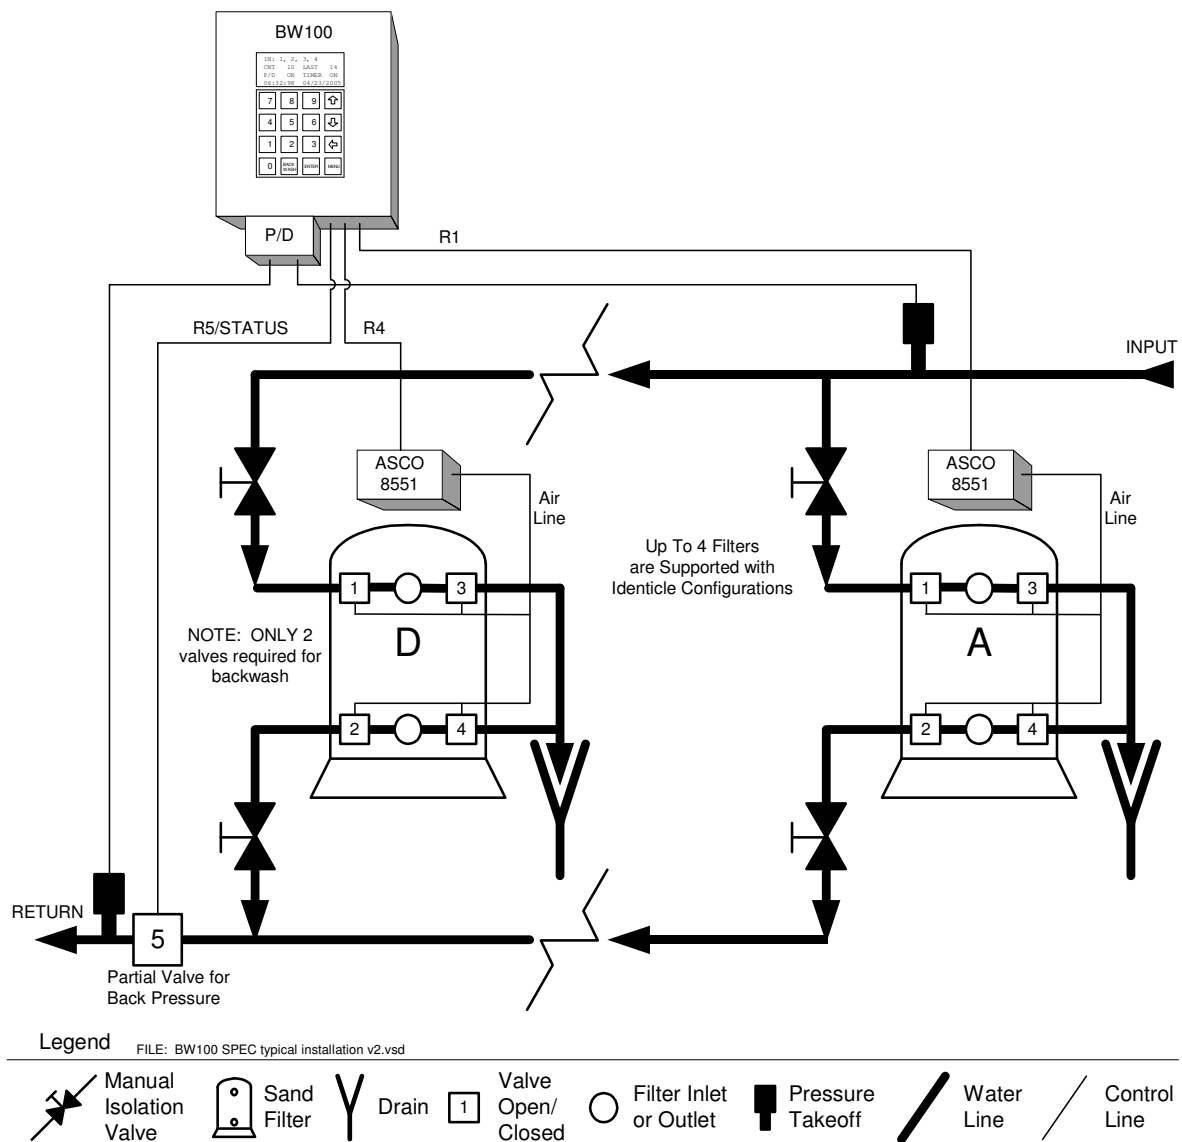 BW100
IN: 1, 2, 3, 4
CNT 10 LAST 14
P/D ON TIMER ON
06:32:98 04/23/2005
7 8 9
4 5 6
1 2 3
0 BACK WASH ENTER MENU
P/D
R1
R5/STATUS
R4
INPUT
ASCO
8551
Air
Line
ASCO
8551
Air
Line
Up To 4 Filters
are Supported with
Identicle Configurations
1
3
1
3
NOTE: ONLY 2
valves required for
backwash
D
A
2
4
2
4
RETURN
5
Partial Valve for
Back Pressure
Legend
FILE: BW100 SPEC typical installation v2.vsd
Manual
Isolation
Valve
Sand
Filter
Drain
1
Valve
Open/
Closed
Filter Inlet
or Outlet
Pressure
Takeoff
Water
Line
Control
Line